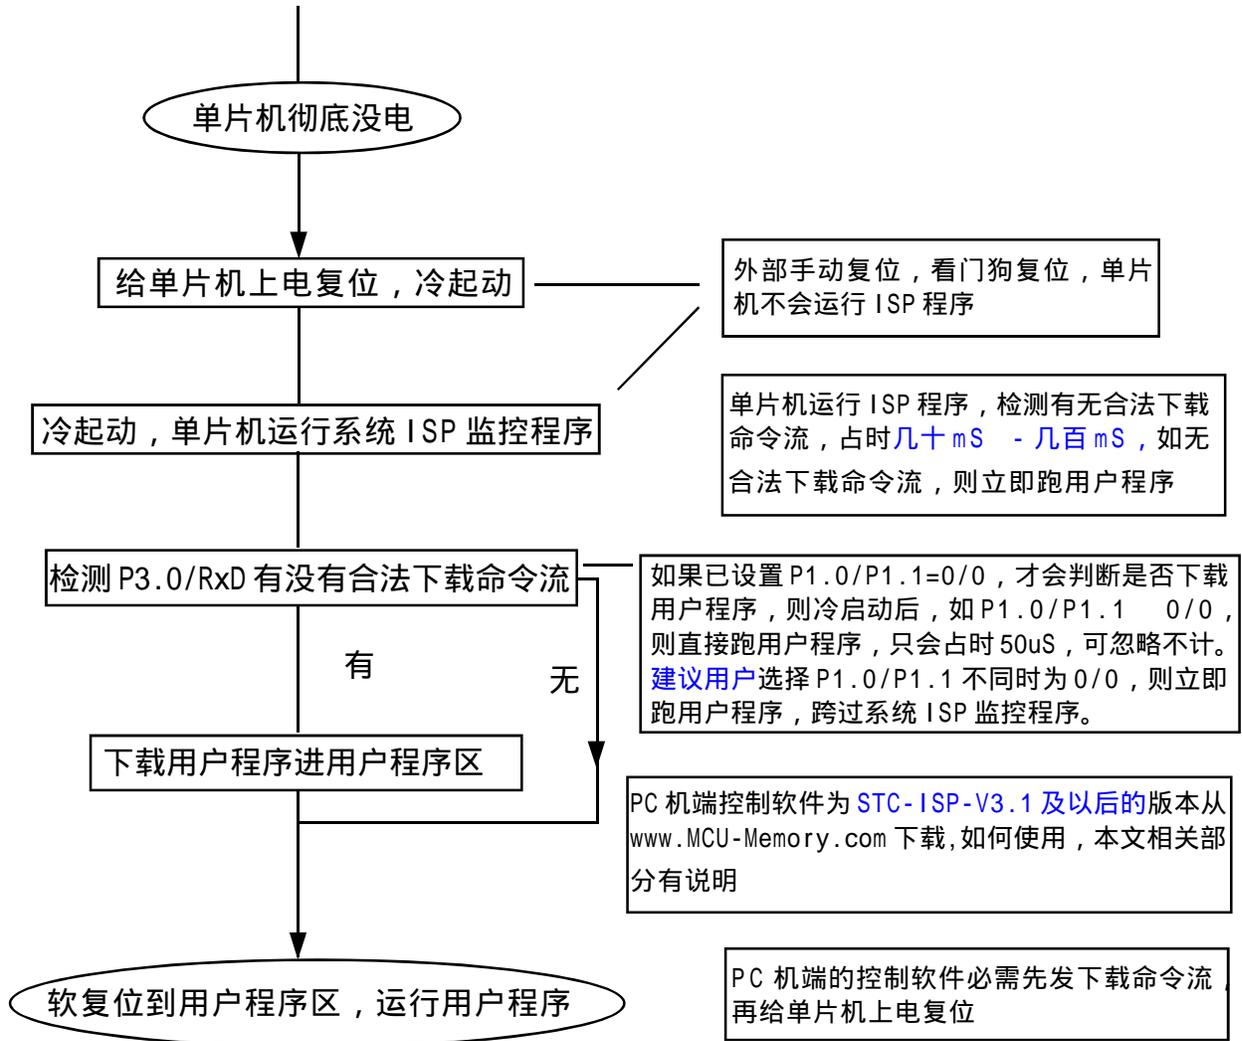 单片机彻底没电
给单片机上电复位，冷起动
外部手动复位，看门狗复位，单片
机不会运行 ISP 程序
冷起动，单片机运行系统 ISP 监控程序
单片机运行 ISP 程序，检测有无合法下载
命令流，占时几十 mS - 几百 mS，如无
合法下载命令流，则立即跑用户程序
检测 P3.0/RxD 有没有合法下载命令流
如果已设置 P1.0/P1.1=0/0，才会判断是否下载
用户程序，则冷启动后，如 P1.0/P1.1 0/0，
则直接跑用户程序，只会占时 50uS，可忽略不计。
建议用户选择 P1.0/P1.1 不同时为 0/0，则立即
跑用户程序，跨过系统 ISP 监控程序。
有
无
下载用户程序进用户程序区
PC 机端控制软件为 STC-ISP-V3.1 及以后的版本从
www.MCU-Memory.com 下载,如何使用，本文相关部
分有说明
软复位到用户程序区，运行用户程序
PC 机端的控制软件必需先发下载命令流，
再给单片机上电复位